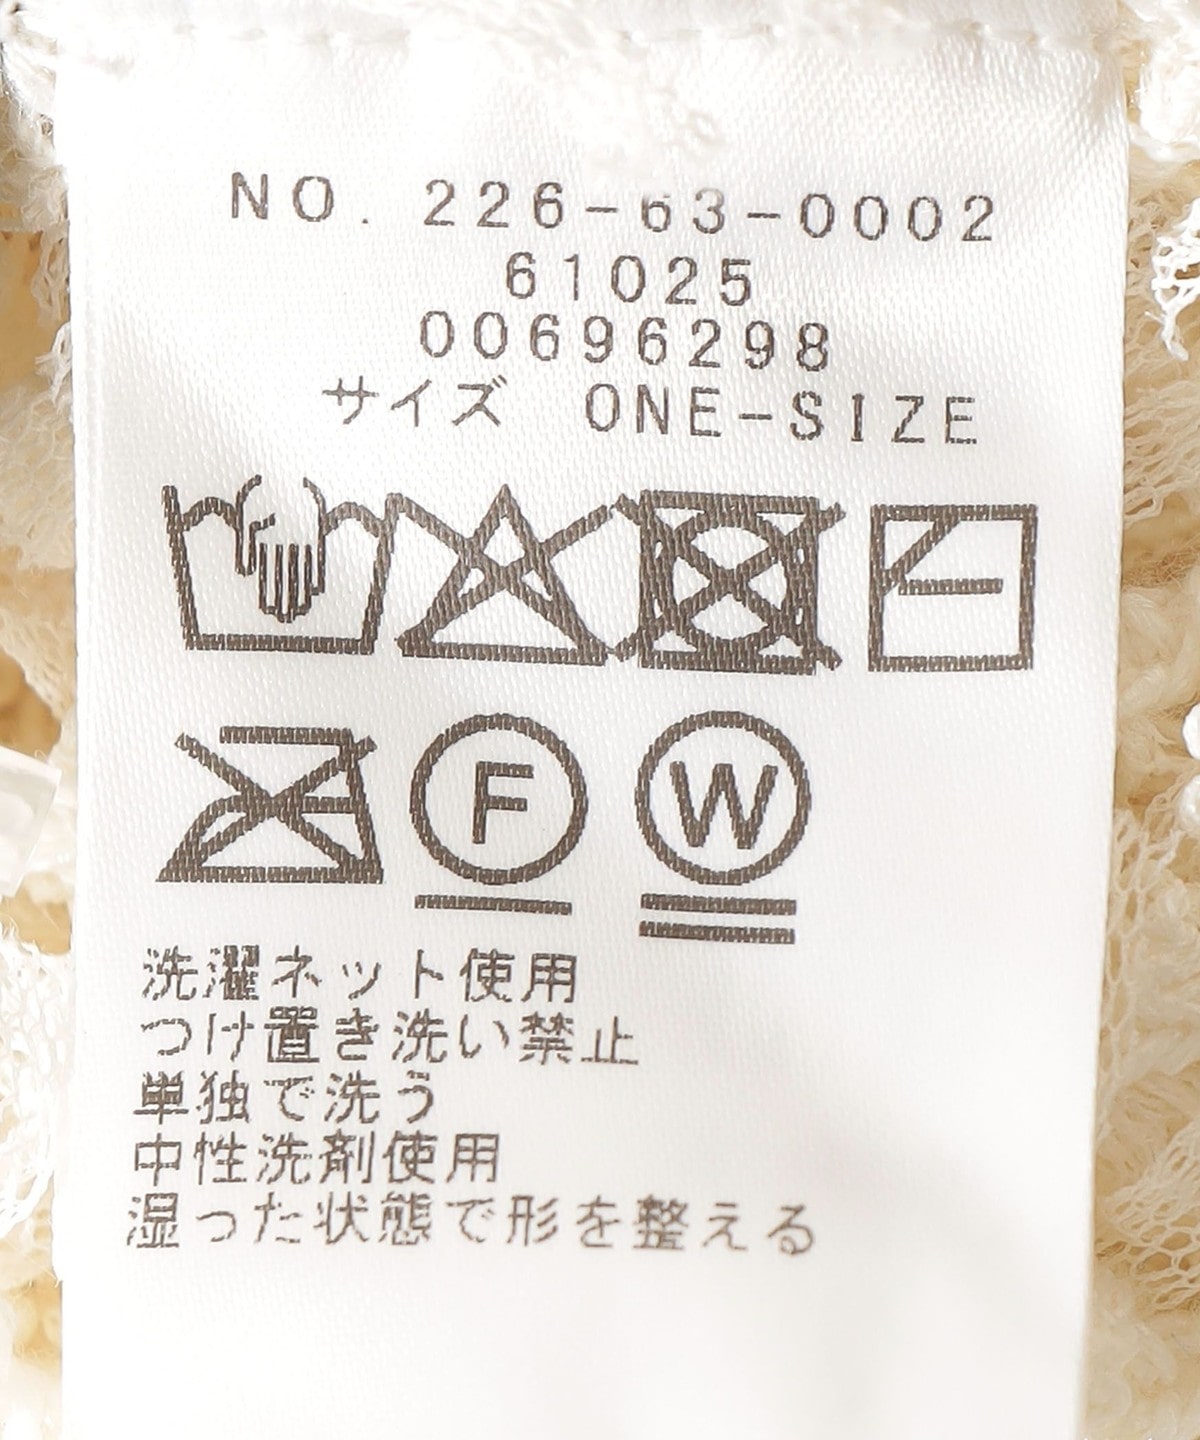 NO. 226-63-0002
61025
00696298
サイズ ONE-SIZE
F W
洗濯ネット使用
つけ置き洗い禁止
単独で洗う
中性洗剤使用
湿った状態で形を整える